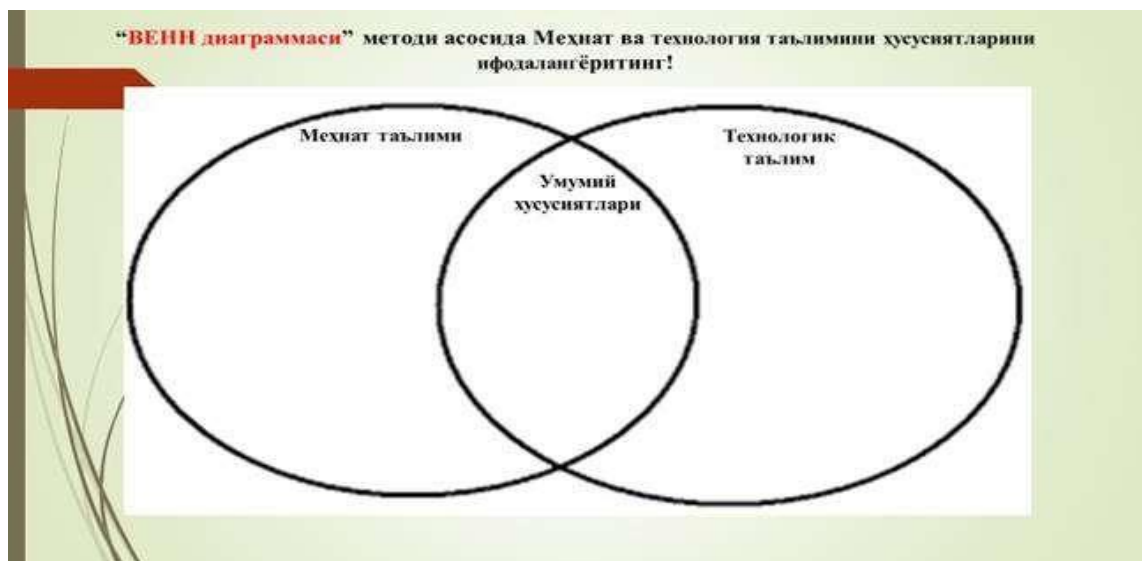 “ВЕНН диаграммаси” методи асосида Меҳнат ва технология таълимини хусусиятларини
ифодалангёритинг!
Меҳнат таълими
Технологик
таълим
Умумий
хусусиятлари